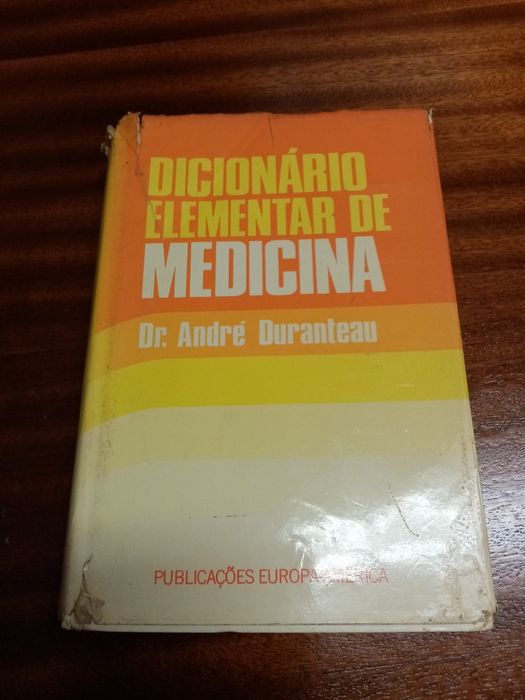 DICIONÁRIO
ELEMENTAR DE
MEDICINA
Dr. André Duranteau
PUBLICAÇÕES EUROPA-AMÉRICA